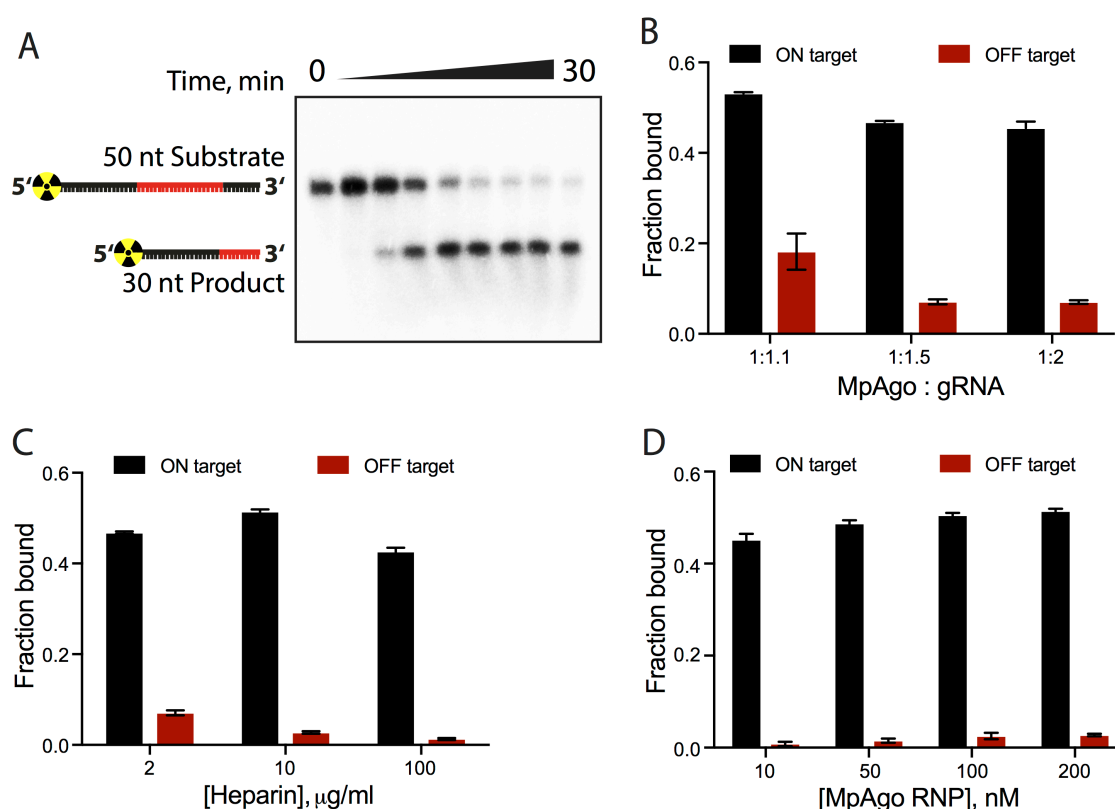 A
Time, min
0
30
50 nt Substrate
5‘
3‘
5‘
3‘
30 nt Product
B
ON target
OFF target
0.6
0.4
0.2
0.0
Fraction bound
1:1.1
1:1.5
1:2
MpAgo : gRNA
C
ON target
OFF target
0.6
0.4
0.2
0.0
Fraction bound
2
10
100
[Heparin], μg/ml
D
ON target
OFF target
0.6
0.4
0.2
0.0
Fraction bound
10
50
100
200
[MpAgo RNP], nM